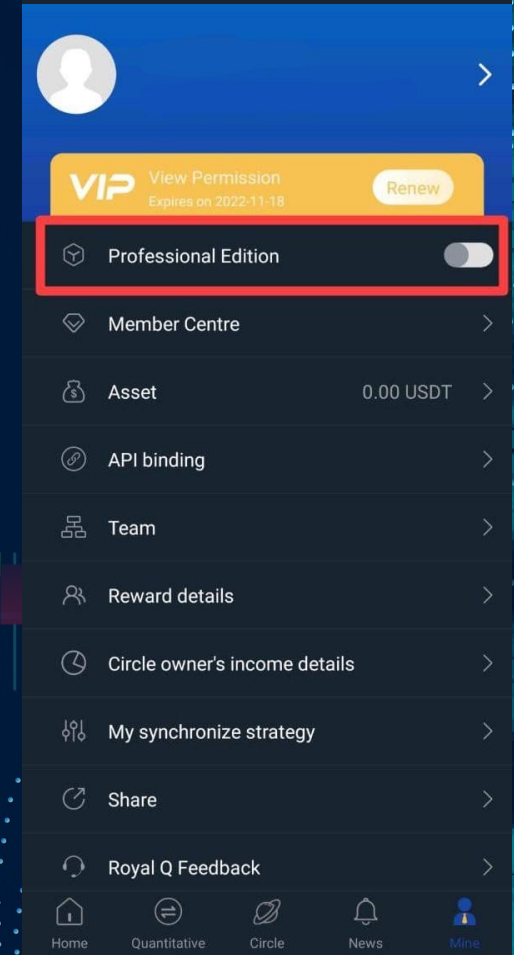 VIP
View Permission
Expires on 2022-11-18
Renew
Professional Edition
Member Centre
Asset 0.00 USDT
API binding
Team
Reward details
Circle owner's income details
My synchronize strategy
Share
Royal Q Feedback
Home Quantitative Circle News Mine